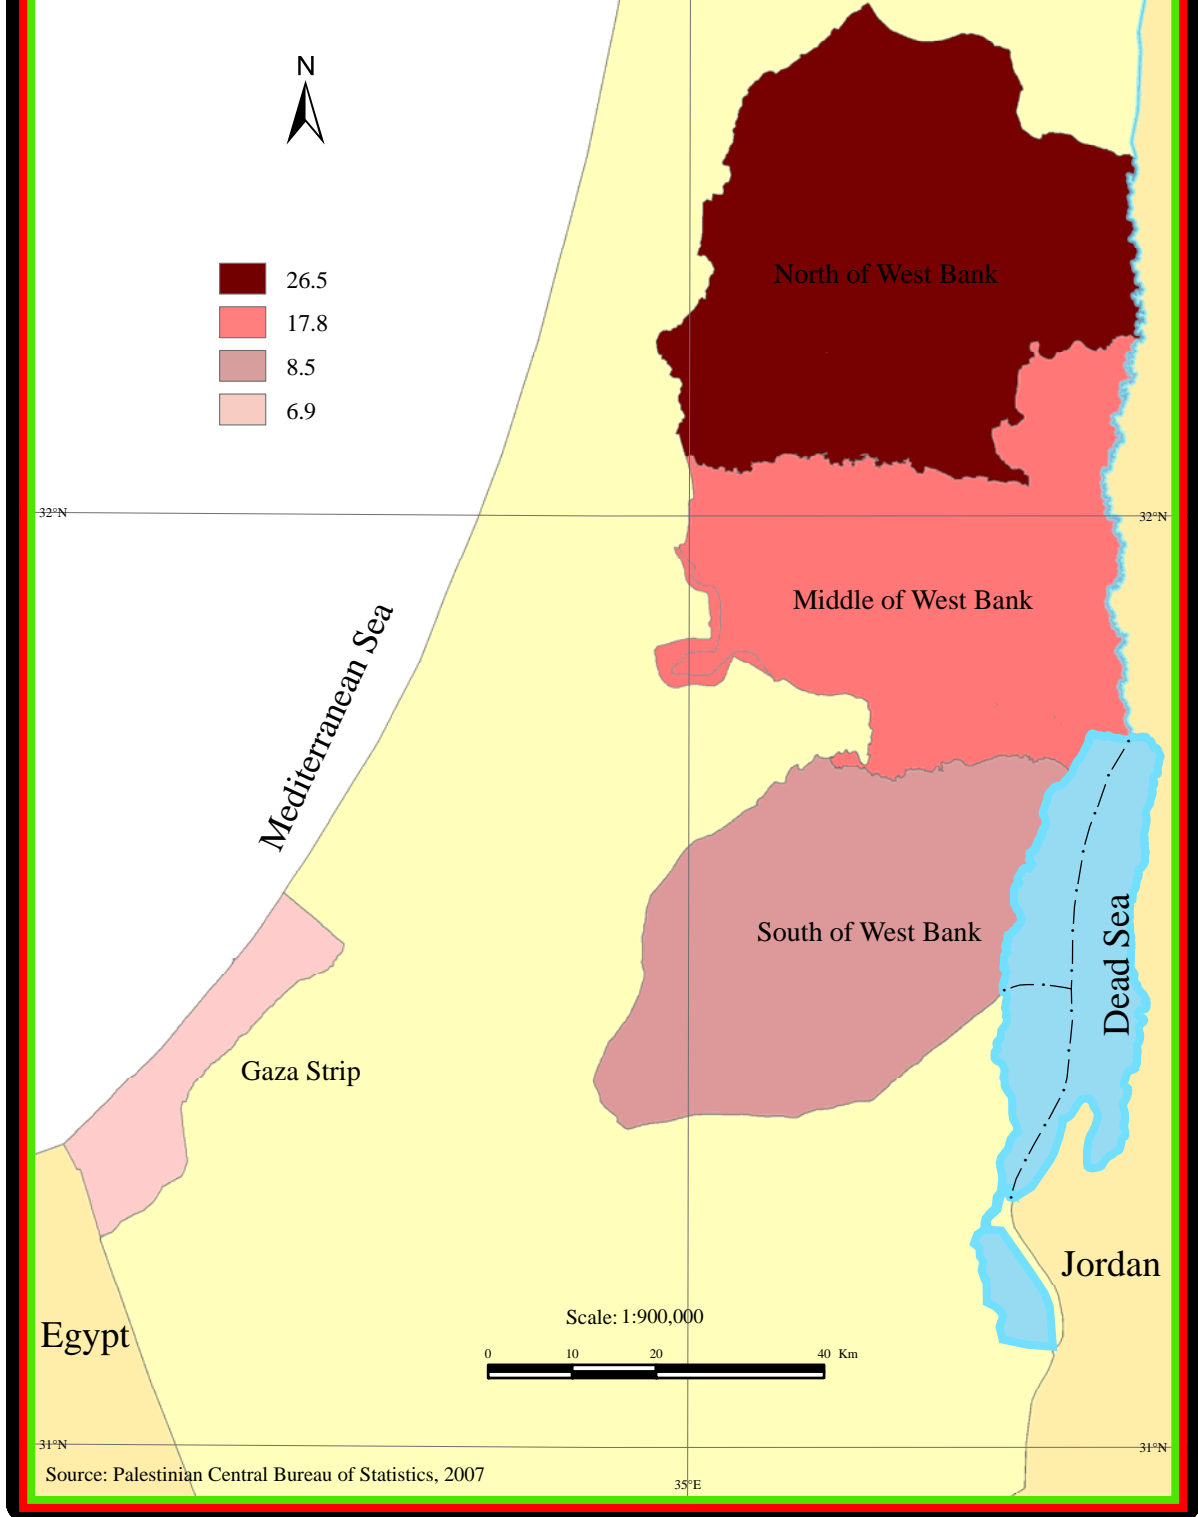 N
26.5
17.8
8.5
6.9
North of West Bank
32°N
32°N
Middle of West Bank
Mediterranean Sea
South of West Bank
Dead Sea
Gaza Strip
Jordan
Egypt
Scale: 1:900,000
0 10 20 40 Km
31°N
31°N
Source: Palestinian Central Bureau of Statistics, 2007
35°E